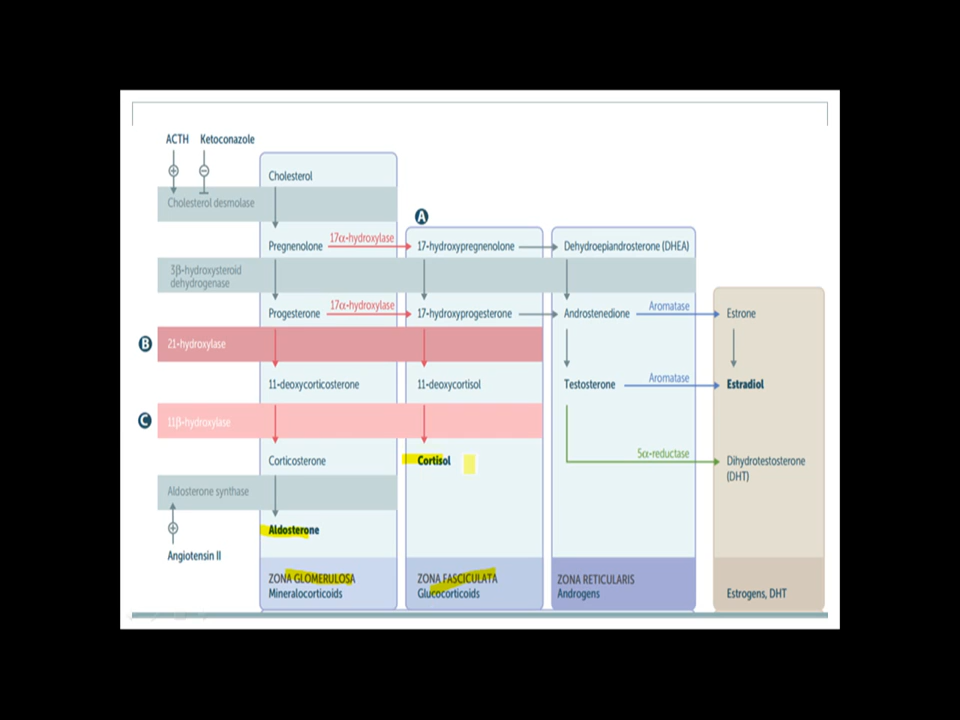 ACTH Ketoconazole
Cholesterol
Cholesterol desmolase
A
Pregnenolone 17α-hydroxylase 17-hydroxypregnenolone Dehydroepiandrosterone (DHEA)
3β-hydroxysteroid
dehydrogenase
Progesterone 17α-hydroxylase 17-hydroxyprogesterone Androstenedione Aromatase Estrone
B 21-hydroxylase
11-deoxycorticosterone 11-deoxycortisol Testosterone Aromatase Estradiol
C 11β-hydroxylase
Corticosterone Cortisol 5α-reductase Dihydrotestosterone
(DHT)
Aldosterone synthase
Aldosterone
Angiotensin II
ZONA GLOMERULOSA ZONA FASCICULATA ZONA RETICULARIS
Mineralocorticoids Glucocorticoids Androgens Estrogens, DHT